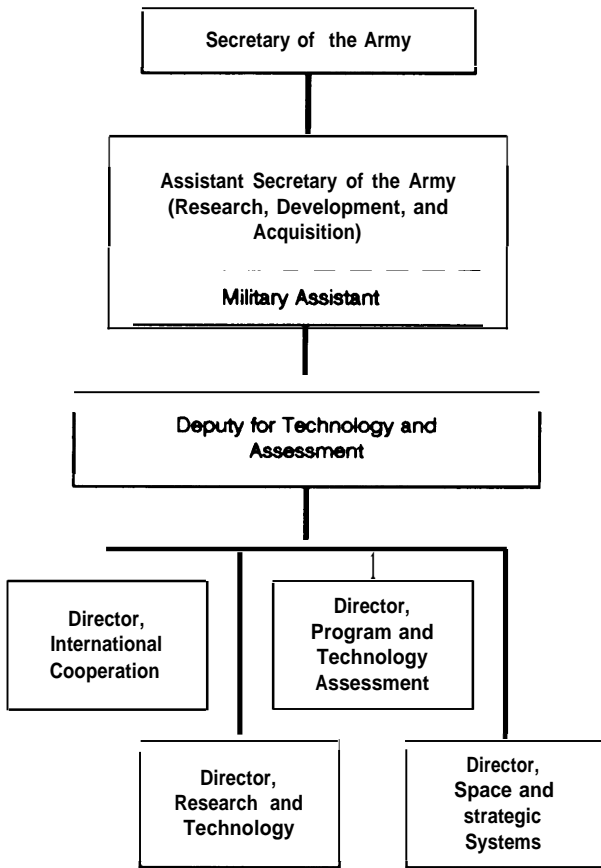 Secretary of the Army
Assistant Secretary of the Army
(Research, Development, and
Acquisition)
Military Assistant
Deputy for Technology and
Assessment
Director,
International
Cooperation
Director,
Program and
Technology
Assessment
Director,
Research and
Technology
Director,
Space and
strategic
Systems